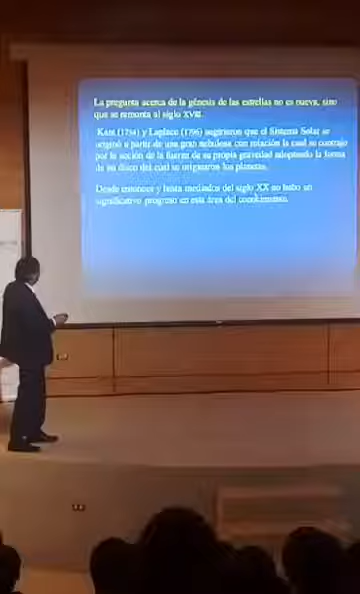 La pregunta acerca de la génesis de las estrellas no es nueva, sino
que se remonta al siglo XVIII.
Kant (1754) y Laplace (1796) sugirieron que el Sistema Solar se
originó a partir de una gran nebulosa con rotación la cual se contrajo
por la acción de la fuerza de su propia gravedad adoptando la forma
de un disco del cual se originaron los planetas.
Desde entonces y hasta mediados del siglo XX no hubo un
significativo progreso en esta área del conocimiento.